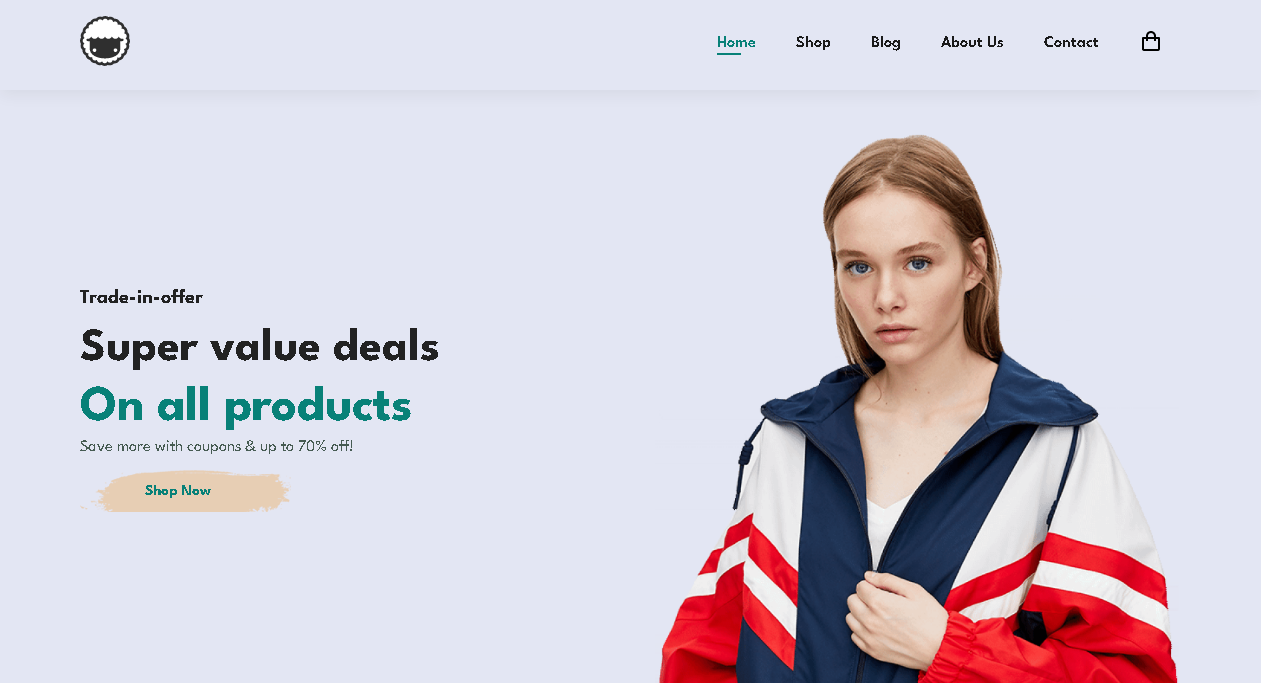 Home
Shop
Blog
About Us
Contact
Trade-in-offer
Super value deals
On all products
Save more with coupons & up to 70% off!
Shop Now